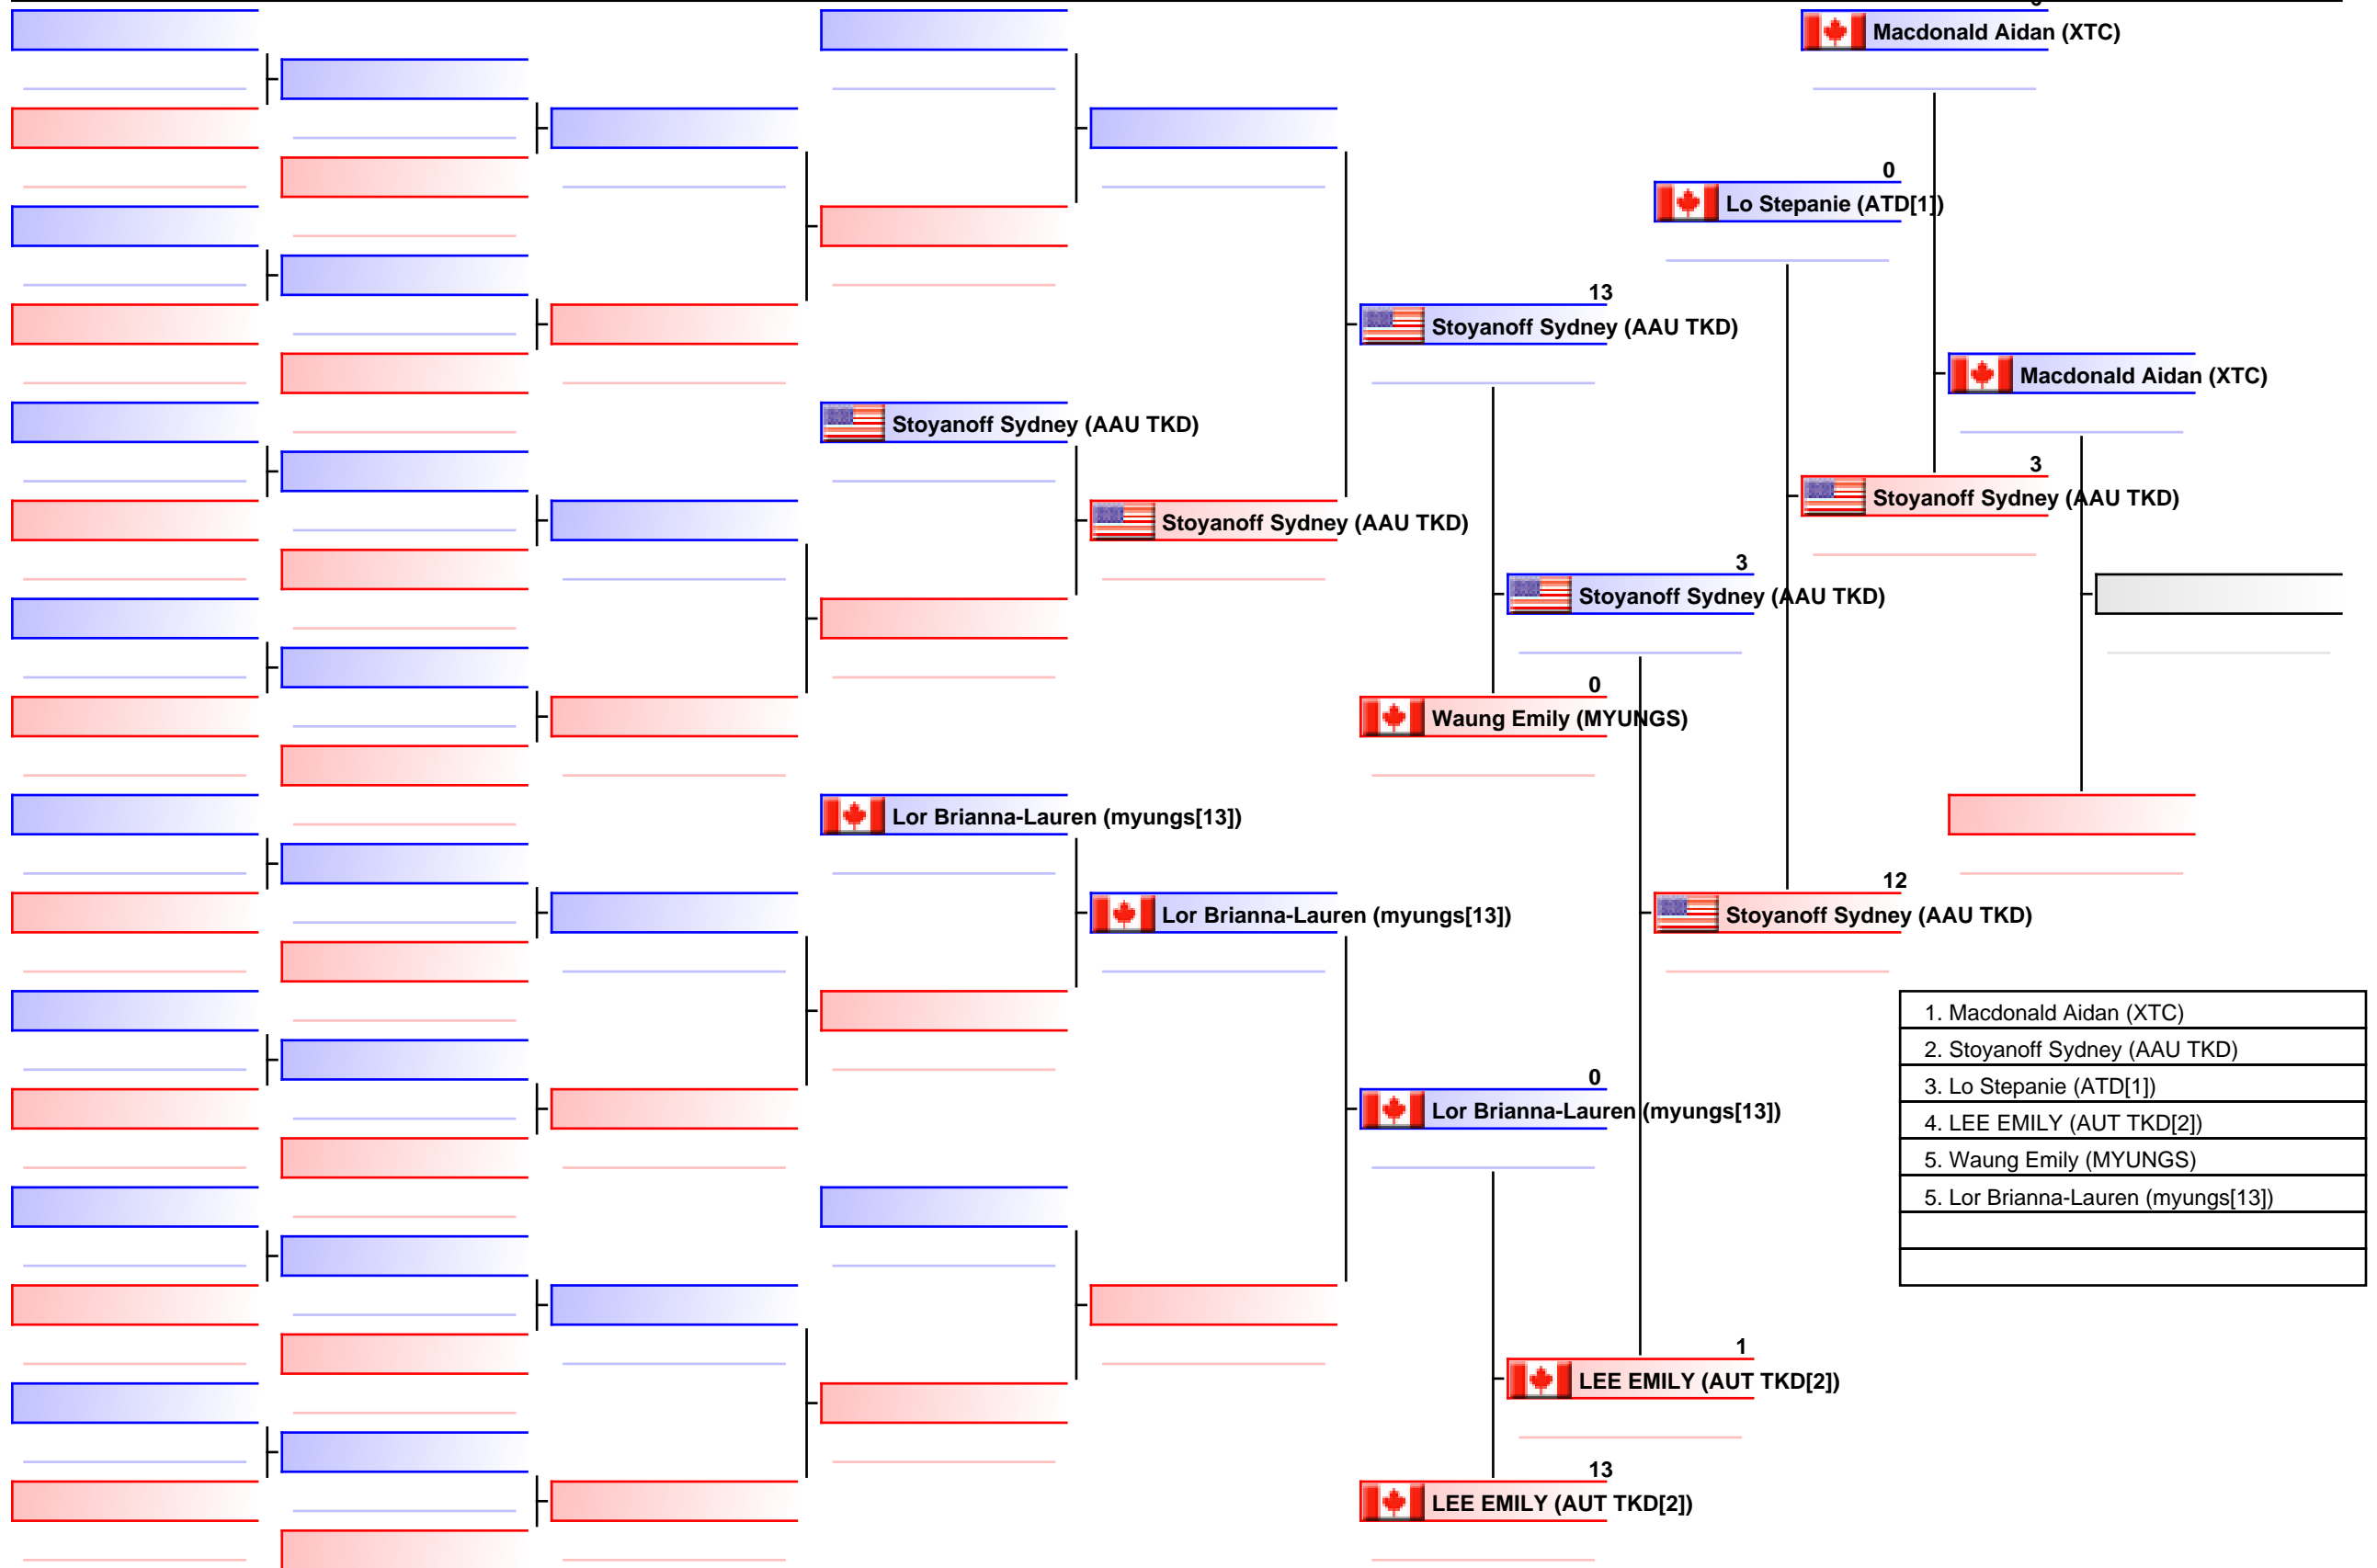 Macdonald Aidan (XTC)
0
Lo Stepanie (ATD[1])
13
Stoyanoff Sydney (AAU TKD)
Macdonald Aidan (XTC)
Stoyanoff Sydney (AAU TKD)
3
Stoyanoff Sydney (AAU TKD)
Stoyanoff Sydney (AAU TKD)
3
Stoyanoff Sydney (AAU TKD)
0
Waung Emily (MYUNGS)
Lor Brianna-Lauren (myungs[13])
12
Stoyanoff Sydney (AAU TKD)
Lor Brianna-Lauren (myungs[13])
1. Macdonald Aidan (XTC)
2. Stoyanoff Sydney (AAU TKD)
3. Lo Stepanie (ATD[1])
4. LEE EMILY (AUT TKD[2])
5. Waung Emily (MYUNGS)
5. Lor Brianna-Lauren (myungs[13])
0
Lor Brianna-Lauren (myungs[13])
1
LEE EMILY (AUT TKD[2])
13
LEE EMILY (AUT TKD[2])